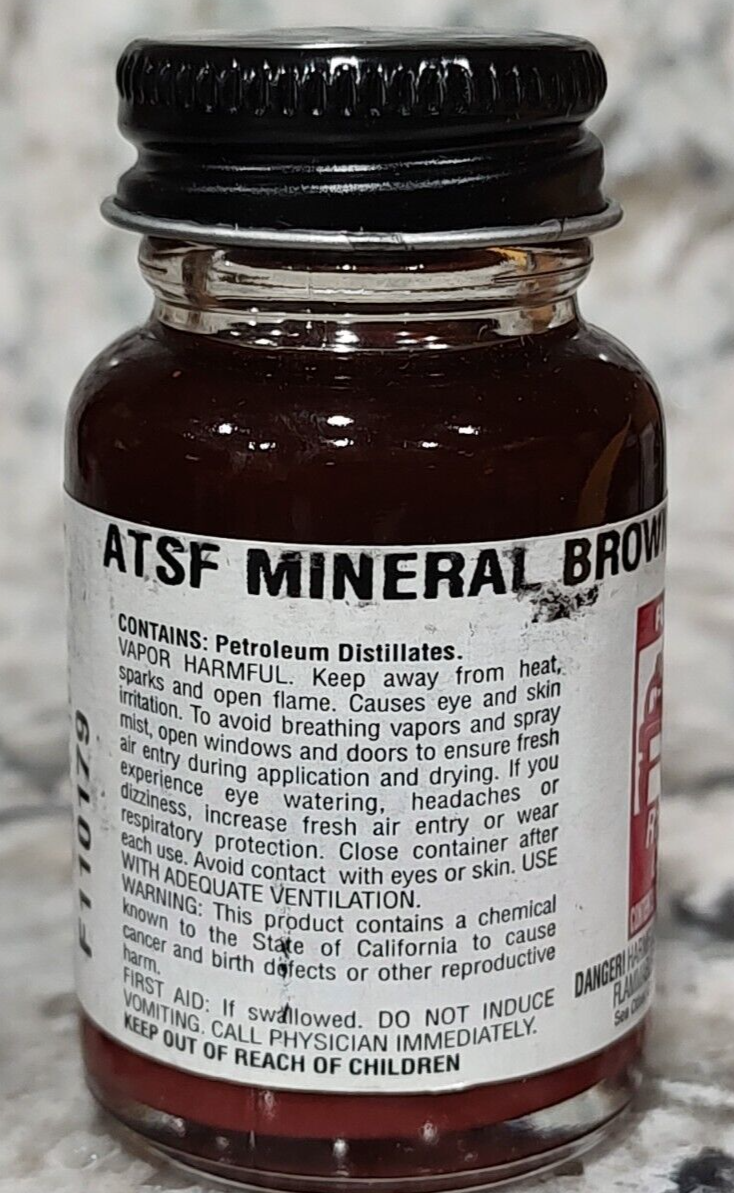 ATSF MINERAL BROW
CONTAINS: Petroleum Distillates.
VAPOR HARMFUL. Keep away from heat,
sparks and open flame. Causes eye and skin
irritation. To avoid breathing vapors and spray
mist, open windows and doors to ensure fresh
air entry during application and drying. If you
experience eye watering, headaches or
dizziness, increase fresh air entry or wear
respiratory protection. Close container after
each use. Avoid contact with eyes or skin. USE
WITH ADEQUATE VENTILATION.
WARNING: This product contains a chemical
known to the State of California to cause
cancer and birth defects or other reproductive
harm.
FIRST AID: If swallowed. DO NOT INDUCE
VOMITING. CALL PHYSICIAN IMMEDIATELY.
KEEP OUT OF REACH OF CHILDREN
F110179
DANGER!